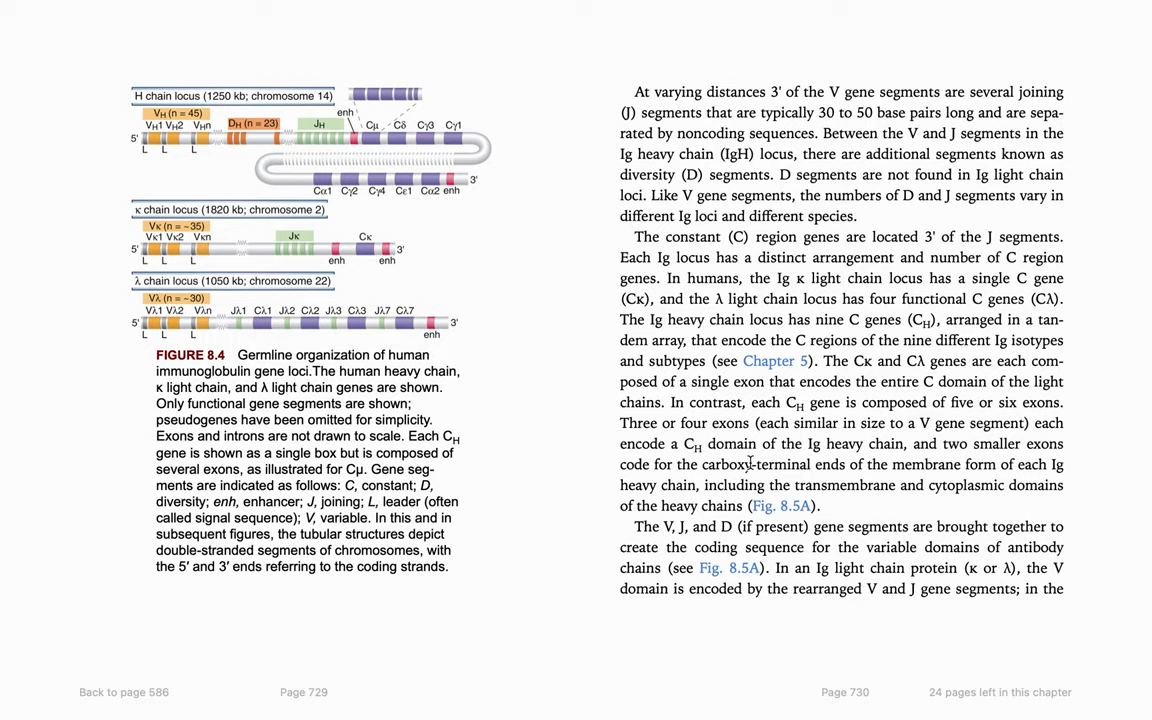 H chain locus (1250 kb; chromosome 14)
VH (n = 45)
enh
VH1 VH2 VHn
DH (n = 23)
JH
Cμ Cδ Cγ3 Cγ1
5'
L L L
3'
Cα1 Cγ2 Cγ4 Cε1 Cα2 enh
κ chain locus (1820 kb; chromosome 2)
Vκ (n = ~35)
Vκ1 Vκ2 Vκn
Jκ
Cκ
5'
3'
L L L
enh enh
λ chain locus (1050 kb; chromosome 22)
Vλ (n = ~30)
Vλ1 Vλ2 Vλn Jλ1 Cλ1 Jλ2 Cλ2 Jλ3 Cλ3 Jλ7 Cλ7
5'
3'
L L L
enh
FIGURE 8.4 Germline organization of human
immunoglobulin gene loci.The human heavy chain,
κ light chain, and λ light chain genes are shown.
Only functional gene segments are shown;
pseudogenes have been omitted for simplicity.
Exons and introns are not drawn to scale. Each CH
gene is shown as a single box but is composed of
several exons, as illustrated for Cμ. Gene seg-
ments are indicated as follows: C, constant; D,
diversity; enh, enhancer; J, joining; L, leader (often
called signal sequence); V, variable. In this and in
subsequent figures, the tubular structures depict
double-stranded segments of chromosomes, with
the 5′ and 3′ ends referring to the coding strands.
At varying distances 3' of the V gene segments are several joining
(J) segments that are typically 30 to 50 base pairs long and are sepa-
rated by noncoding sequences. Between the V and J segments in the
Ig heavy chain (IgH) locus, there are additional segments known as
diversity (D) segments. D segments are not found in Ig light chain
loci. Like V gene segments, the numbers of D and J segments vary in
different Ig loci and different species.
The constant (C) region genes are located 3' of the J segments.
Each Ig locus has a distinct arrangement and number of C region
genes. In humans, the Ig κ light chain locus has a single C gene
(Cκ), and the λ light chain locus has four functional C genes (Cλ).
The Ig heavy chain locus has nine C genes (CH), arranged in a tan-
dem array, that encode the C regions of the nine different Ig isotypes
and subtypes (see Chapter 5). The Cκ and Cλ genes are each com-
posed of a single exon that encodes the entire C domain of the light
chains. In contrast, each CH gene is composed of five or six exons.
Three or four exons (each similar in size to a V gene segment) each
encode a CH domain of the Ig heavy chain, and two smaller exons
code for the carboxy-terminal ends of the membrane form of each Ig
heavy chain, including the transmembrane and cytoplasmic domains
of the heavy chains (Fig. 8.5A).
The V, J, and D (if present) gene segments are brought together to
create the coding sequence for the variable domains of antibody
chains (see Fig. 8.5A). In an Ig light chain protein (κ or λ), the V
domain is encoded by the rearranged V and J gene segments; in the
Back to page 586
Page 729
Page 730
24 pages left in this chapter